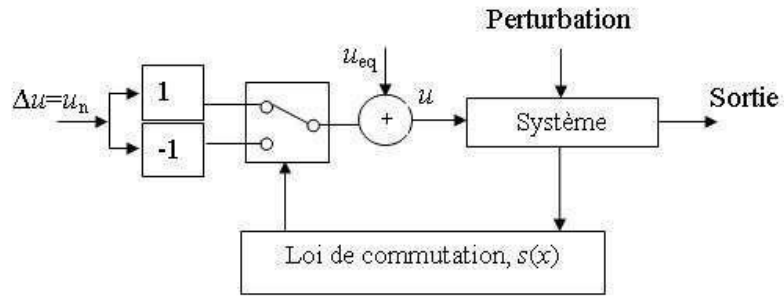 Perturbation
u_eq
Δu=u_n
1
u
Sortie
+
Système
-1
Loi de commutation, s(x)